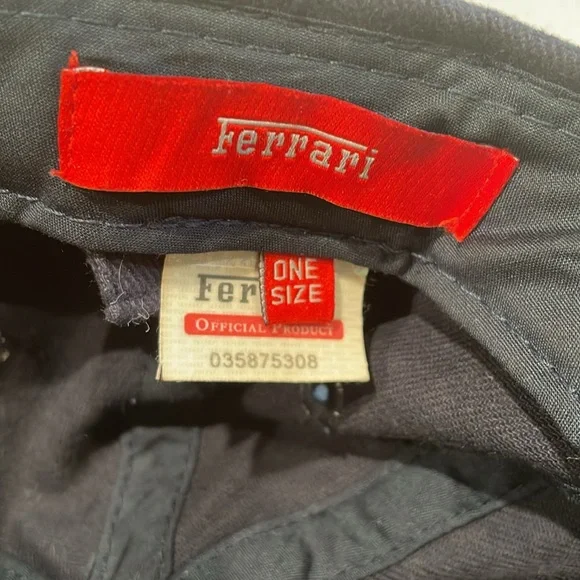 Ferrari
ONE
SIZE
Fer
OFFICIAL PRODUCT
035875308